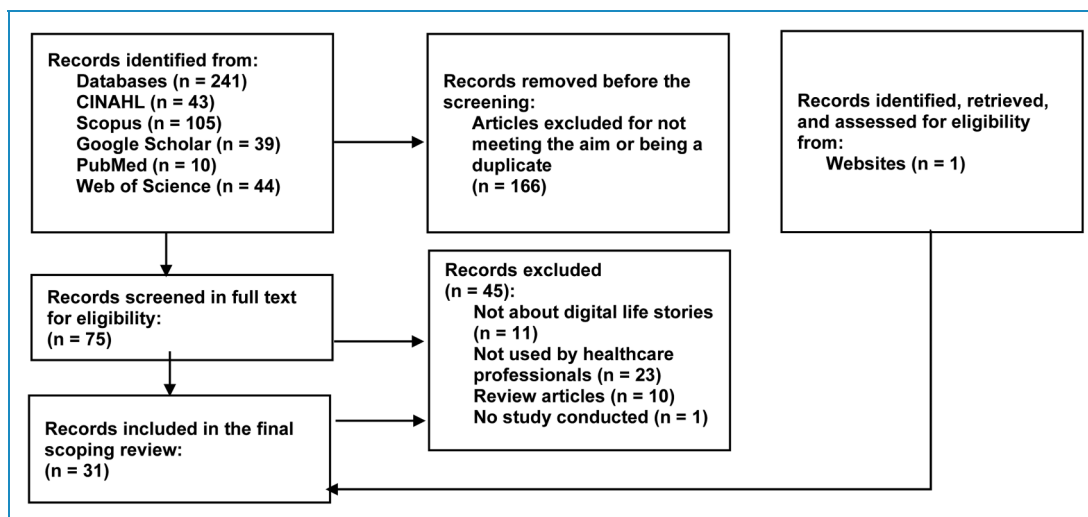 Records identified from:
Databases (n = 241)
CINAHL (n = 43)
Scopus (n = 105)
Google Scholar (n = 39)
PubMed (n = 10)
Web of Science (n = 44)
Records removed before the
screening:
Articles excluded for not
meeting the aim or being a
duplicate
(n = 166)
Records identified, retrieved,
and assessed for eligibility
from:
Websites (n = 1)
Records screened in full text
for eligibility:
(n = 75)
Records excluded
(n = 45):
Not about digital life stories
(n = 11)
Not used by healthcare
professionals (n = 23)
Review articles (n = 10)
No study conducted (n = 1)
Records included in the final
scoping review:
(n = 31)